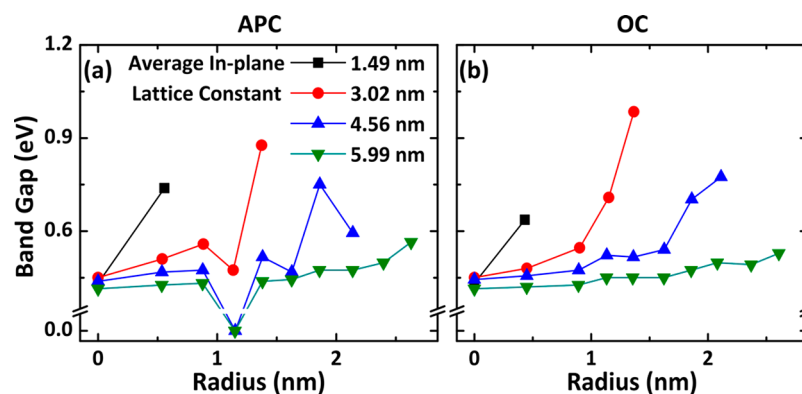 APC
OC
1.2
0.9
0.6
0.0
Band Gap (eV)
(a) Average In-plane 1.49 nm
Lattice Constant 3.02 nm
4.56 nm
5.99 nm
(b)
0 1 2
Radius (nm)
0 1 2
Radius (nm)